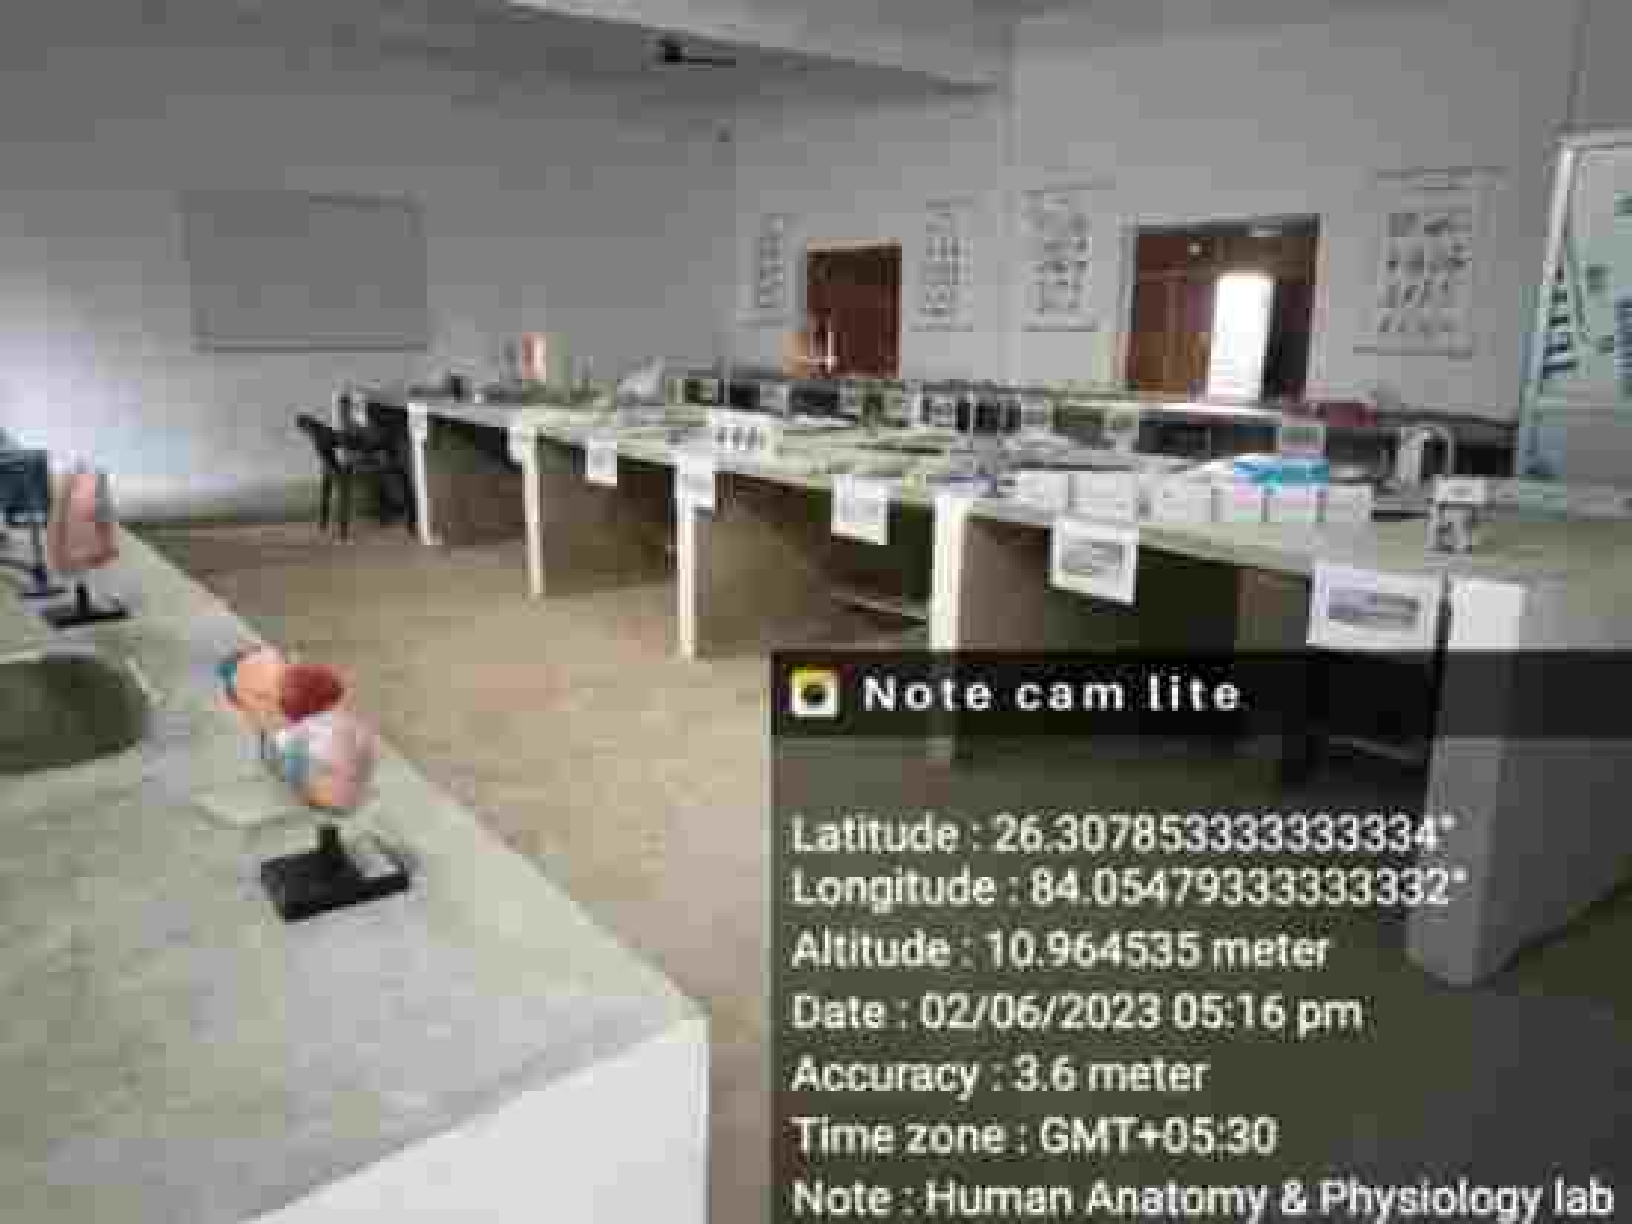 Note cam lite
Latitude : 26.307853333333334°
Longitude : 84.05479333333332°
Altitude : 10.964535 meter
Date : 02/06/2023 05:16 pm
Accuracy : 3.6 meter
Time zone : GMT+05:30
Note : Human Anatomy & Physiology lab